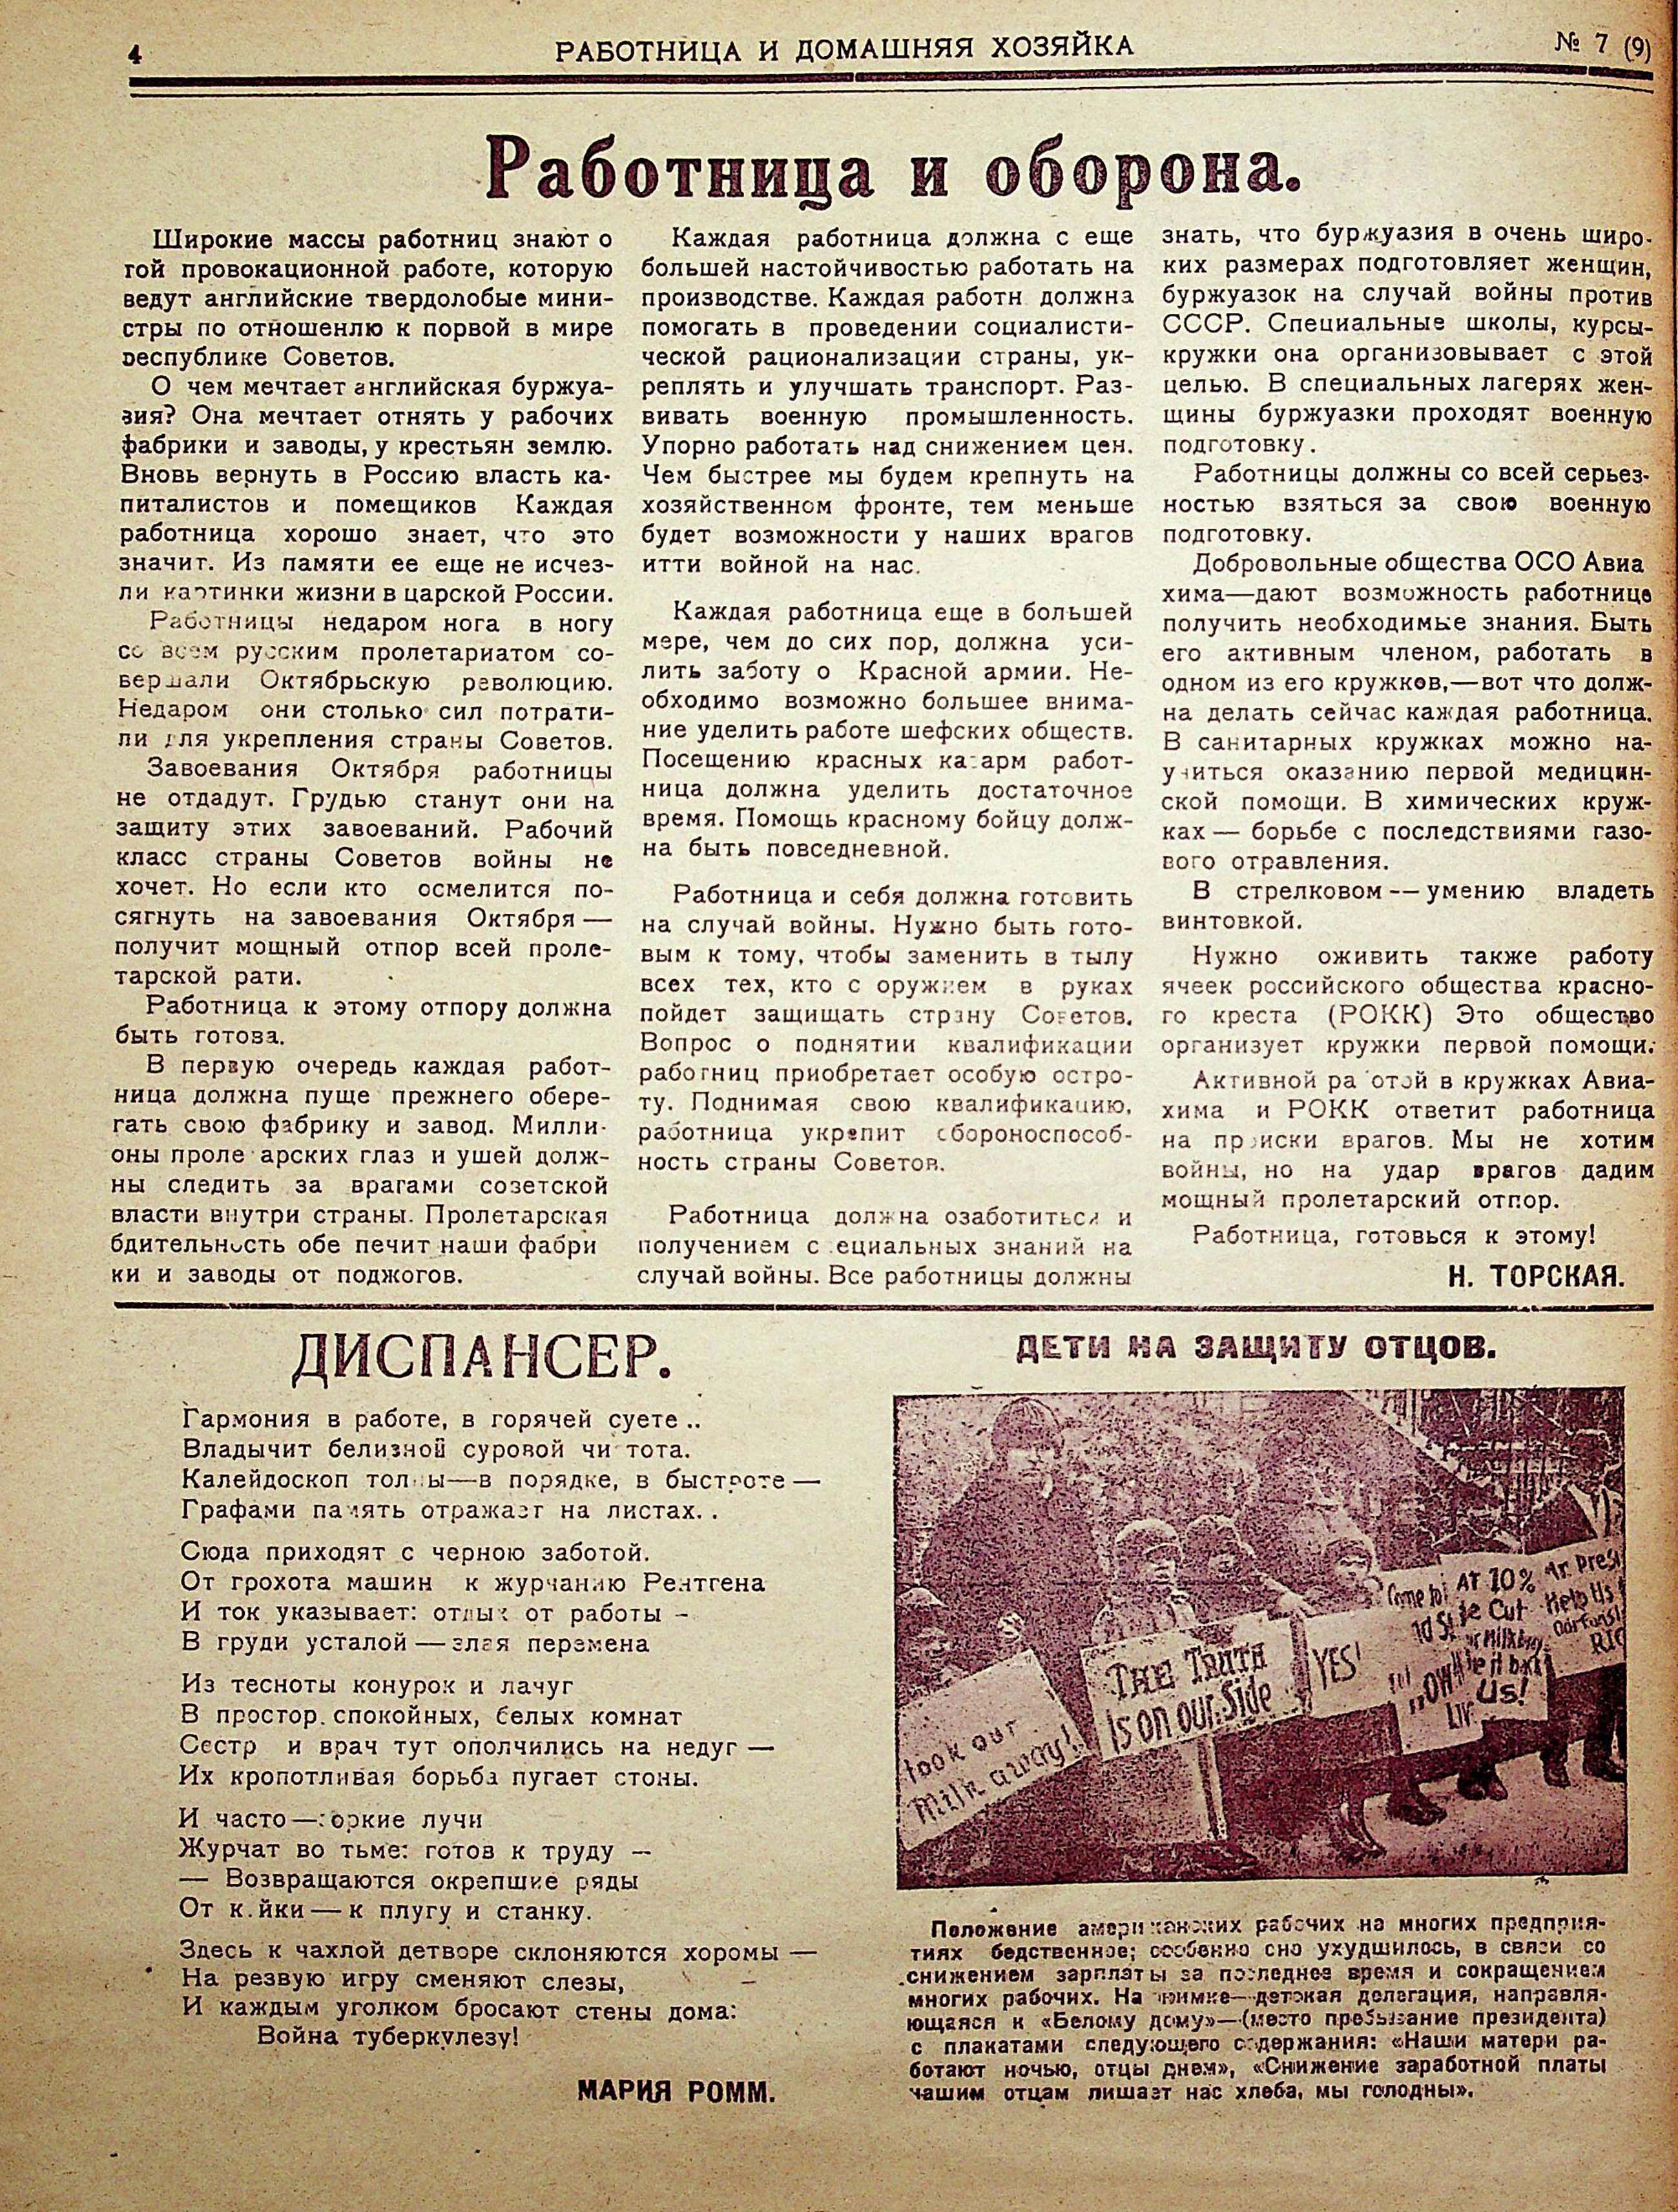 4
РАБОТНИЦА И ДОМАШНЯЯ ХОЗЯЙКА
№ 7 (9)
Работница и оборона.
Широкие массы работниц знают о
той провокационной работе, которую
ведут английские твердолобые мини-
стры по отношенлю к порвой в мире
республике Советов.
О чем мечтает английская буржуа-
зия? Она мечтает отнять у рабочих
фабрики и заводы, у крестьян землю.
Вновь вернуть в Россию власть ка-
питалистов и помещиков Каждая
работница хорошо знает, что это
значит. Из памяти ее еще не исчез-
ли картинки жизни в царской России.
Работницы недаром нога в ногу
со всем русским пролетариатом со-
вершали Октябрьскую революцию.
Недаром они столько сил потрати-
ли для укрепления страны Советов.
Завоевания Октября работницы
не отдадут. Грудью станут они на
защиту этих завоеваний. Рабочий
класс страны Советов войны не
хочет. Но если кто осмелится по-
сягнуть на завоевания Октября —
получит мощный отпор всей проле-
тарской рати.
Работница к этому отпору должна
быть готова.
В первую очередь каждая работ-
ница должна пуще прежнего обере-
гать свою фабрику и завод. Милли-
оны проле арских глаз и ушей долж-
ны следить за врагами советской
власти внутри страны. Пролетарская
бдительность обе печит наши фабри
ки и заводы от поджогов.
Каждая работница должна с еще
большей настойчивостью работать на
производстве. Каждая работн должна
помогать в проведении социалисти-
ческой рационализации страны, ук-
реплять и улучшать транспорт. Раз-
вивать военную промышленность.
Упорно работать над снижением цен.
Чем быстрее мы будем крепнуть на
хозяйственном фронте, тем меньше
будет возможности у наших врагов
итти войной на нас.
Каждая работница еще в большей
мере, чем до сих пор, должна уси-
лить заботу о Красной армии. Не-
обходимо возможно большее внима-
ние уделить работе шефских обществ.
Посещению красных казарм работ-
ница должна уделить достаточное
время. Помощь красному бойцу долж-
на быть повседневной.
Работница и себя должна готовить
на случай войны. Нужно быть гото-
вым к тому, чтобы заменить в тылу
всех тех, кто с оружием в руках
пойдет защищать страну Советов.
Вопрос о поднятии квалификации
работниц приобретает особую остро-
ту. Поднимая свою квалификацию,
работница укрепит обороноспособ-
ность страны Советов.
Работница должна озаботиться и
получением с ециальных знаний на
случай войны. Все работницы должны
знать, что буржуазия в очень широ-
ких размерах подготовляет женщин,
буржуазок на случай войны против
СССР. Специальные школы, курсы-
кружки она организовывает с этой
целью. В специальных лагерях жен-
щины буржуазки проходят военную
подготовку.
Работницы должны со всей серьез-
ностью взяться за свою военную
подготовку.
Добровольные общества ОСО Авиа
хима—дают возможность работнице
получить необходимые знания. Быть
его активным членом, работать в
одном из его кружков,—вот что долж-
на делать сейчас каждая работница.
В санитарных кружках можно на-
учиться оказанию первой медицин-
ской помощи. В химических круж-
ках — борьбе с последствиями газо-
вого отравления.
В стрелковом — умению владеть
винтовкой.
Нужно оживить также работу
ячеек российского общества красно-
го креста (РОКК) Это общество
организует кружки первой помощи.
Активной ра отой в кружках Авиа-
хима и РОКК ответит работница
на происки врагов. Мы не хотим
войны, но на удар врагов дадим
мощный пролетарский отпор.
Работница, готовься к этому!
Н. ТОРСКАЯ.
ДИСПАНСЕР.
Гармония в работе, в горячей суете ..
Владычит белизной суровой чи тота.
Калейдоскоп толпы—в порядке, в быстроте —
Графами память отражает на листах. .
Сюда приходят с черною заботой.
От грохота машин к журчанию Рентгена
И ток указывает: отдых от работы —
В груди усталой — злая перемена
Из тесноты конурок и лачуг
В простор. спокойных, белых комнат
Сестр и врач тут ополчились на недуг —
Их кропотливая борьба пугает стоны.
И часто—зоркие лучи
Журчат во тьме: готов к труду —
— Возвращаются окрепшие ряды
От к.йки — к плугу и станку.
Здесь к чахлой детворе склоняются хоромы —
На резвую игру сменяют слезы,
И каждым уголком бросают стены дома:
Война туберкулезу!
МАРИЯ РОММ.
ДЕТИ НА ЗАЩИТУ ОТЦОВ.
took our
milk away!
THE TRUTH
IS ON OUR SIDE
YES!
AT 10%
Cut
Mr. Pres
Help Us
Us!
Положение американских рабочих на многих предприя-
тиях бедственное; особенно оно ухудшилось, в связи со
снижением зарплаты за последнее время и сокращением
многих рабочих. На снимке—детская делегация, направля-
ющаяся к «Белому дому»—(место пребывание президента)
с плакатами следующего содержания: «Наши матери ра-
ботают ночью, отцы днем», «Снижение заработной платы
нашим отцам лишает нас хлеба, мы голодны».